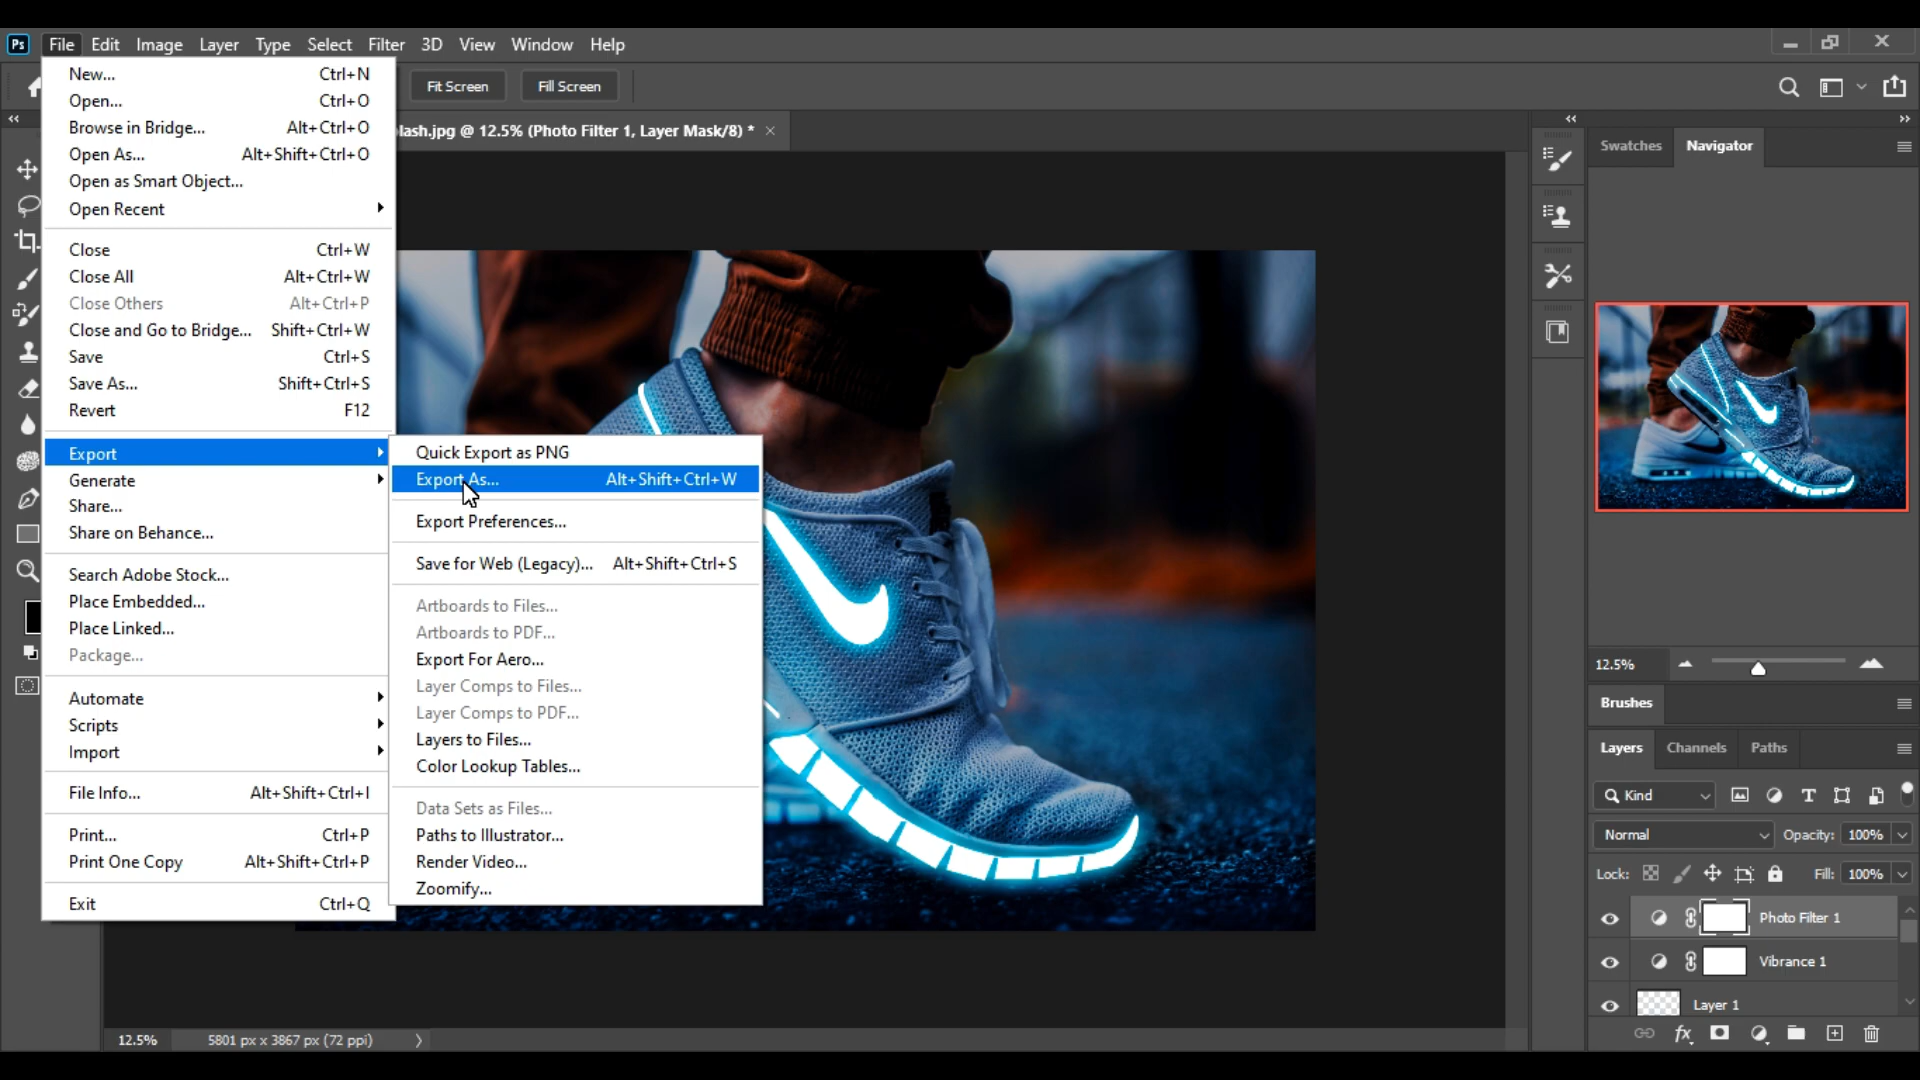 Ps File Edit Image Layer Type Select Filter 3D View Window Help
Fit Screen Fill Screen
lash.jpg @ 12.5% (Photo Filter 1, Layer Mask/8) *
New... Ctrl+N
Open... Ctrl+O
Browse in Bridge... Alt+Ctrl+O
Open As... Alt+Shift+Ctrl+O
Open as Smart Object...
Open Recent
Close Ctrl+W
Close All Alt+Ctrl+W
Close Others Alt+Ctrl+P
Close and Go to Bridge... Shift+Ctrl+W
Save Ctrl+S
Save As... Shift+Ctrl+S
Revert F12
Export
Generate
Share...
Share on Behance...
Search Adobe Stock...
Place Embedded...
Place Linked...
Package...
Automate
Scripts
Import
File Info... Alt+Shift+Ctrl+I
Print... Ctrl+P
Print One Copy Alt+Shift+Ctrl+P
Exit Ctrl+Q
Quick Export as PNG
Export As... Alt+Shift+Ctrl+W
Export Preferences...
Save for Web (Legacy)... Alt+Shift+Ctrl+S
Artboards to Files...
Artboards to PDF...
Export For Aero...
Layer Comps to Files...
Layer Comps to PDF...
Layers to Files...
Color Lookup Tables...
Data Sets as Files...
Paths to Illustrator...
Render Video...
Zoomify...
Swatches Navigator
12.5%
Brushes
Layers Channels Paths
Kind
Normal Opacity: 100%
Lock: Fill: 100%
Photo Filter 1
Vibrance 1
Layer 1
fx
12.5% 5801 px x 3867 px (72 ppi)